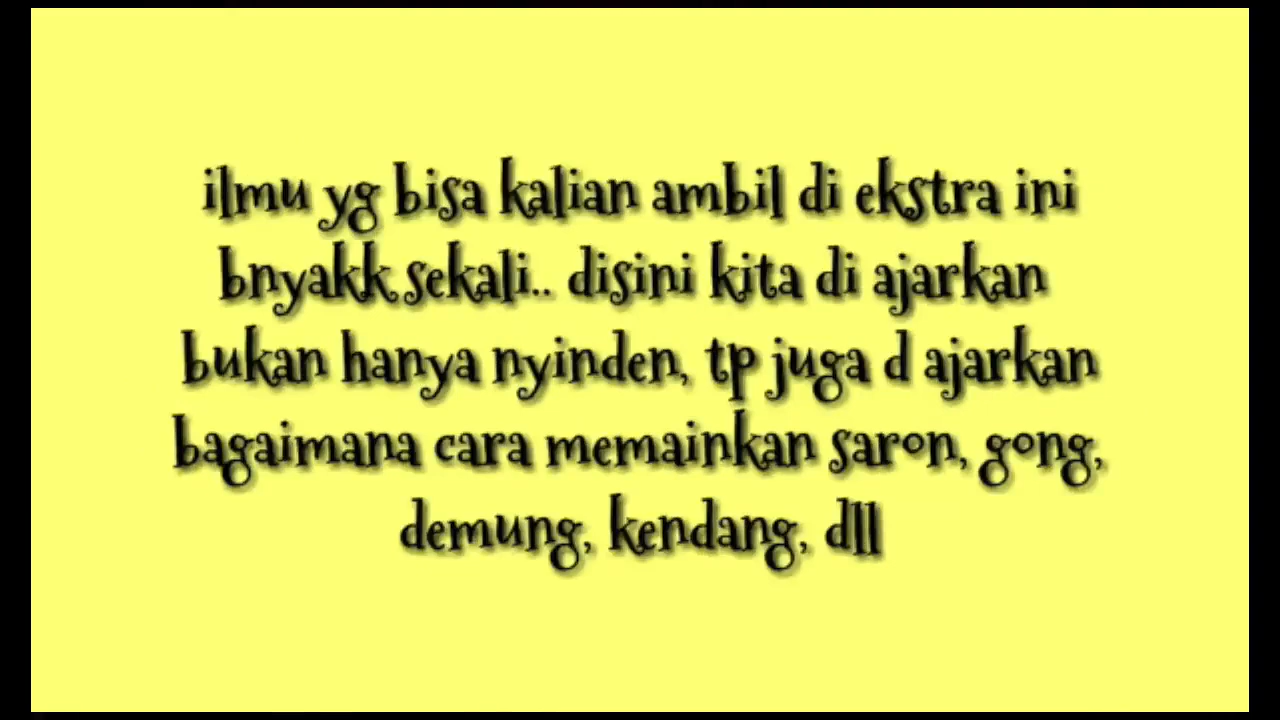 ilmu yg bisa kalian ambil di ekstra ini
bnyakk sekali.. disini kita di ajarkan
bukan hanya nyinden, tp juga d ajarkan
bagaimana cara memainkan saron, gong,
demung, kendang, dll